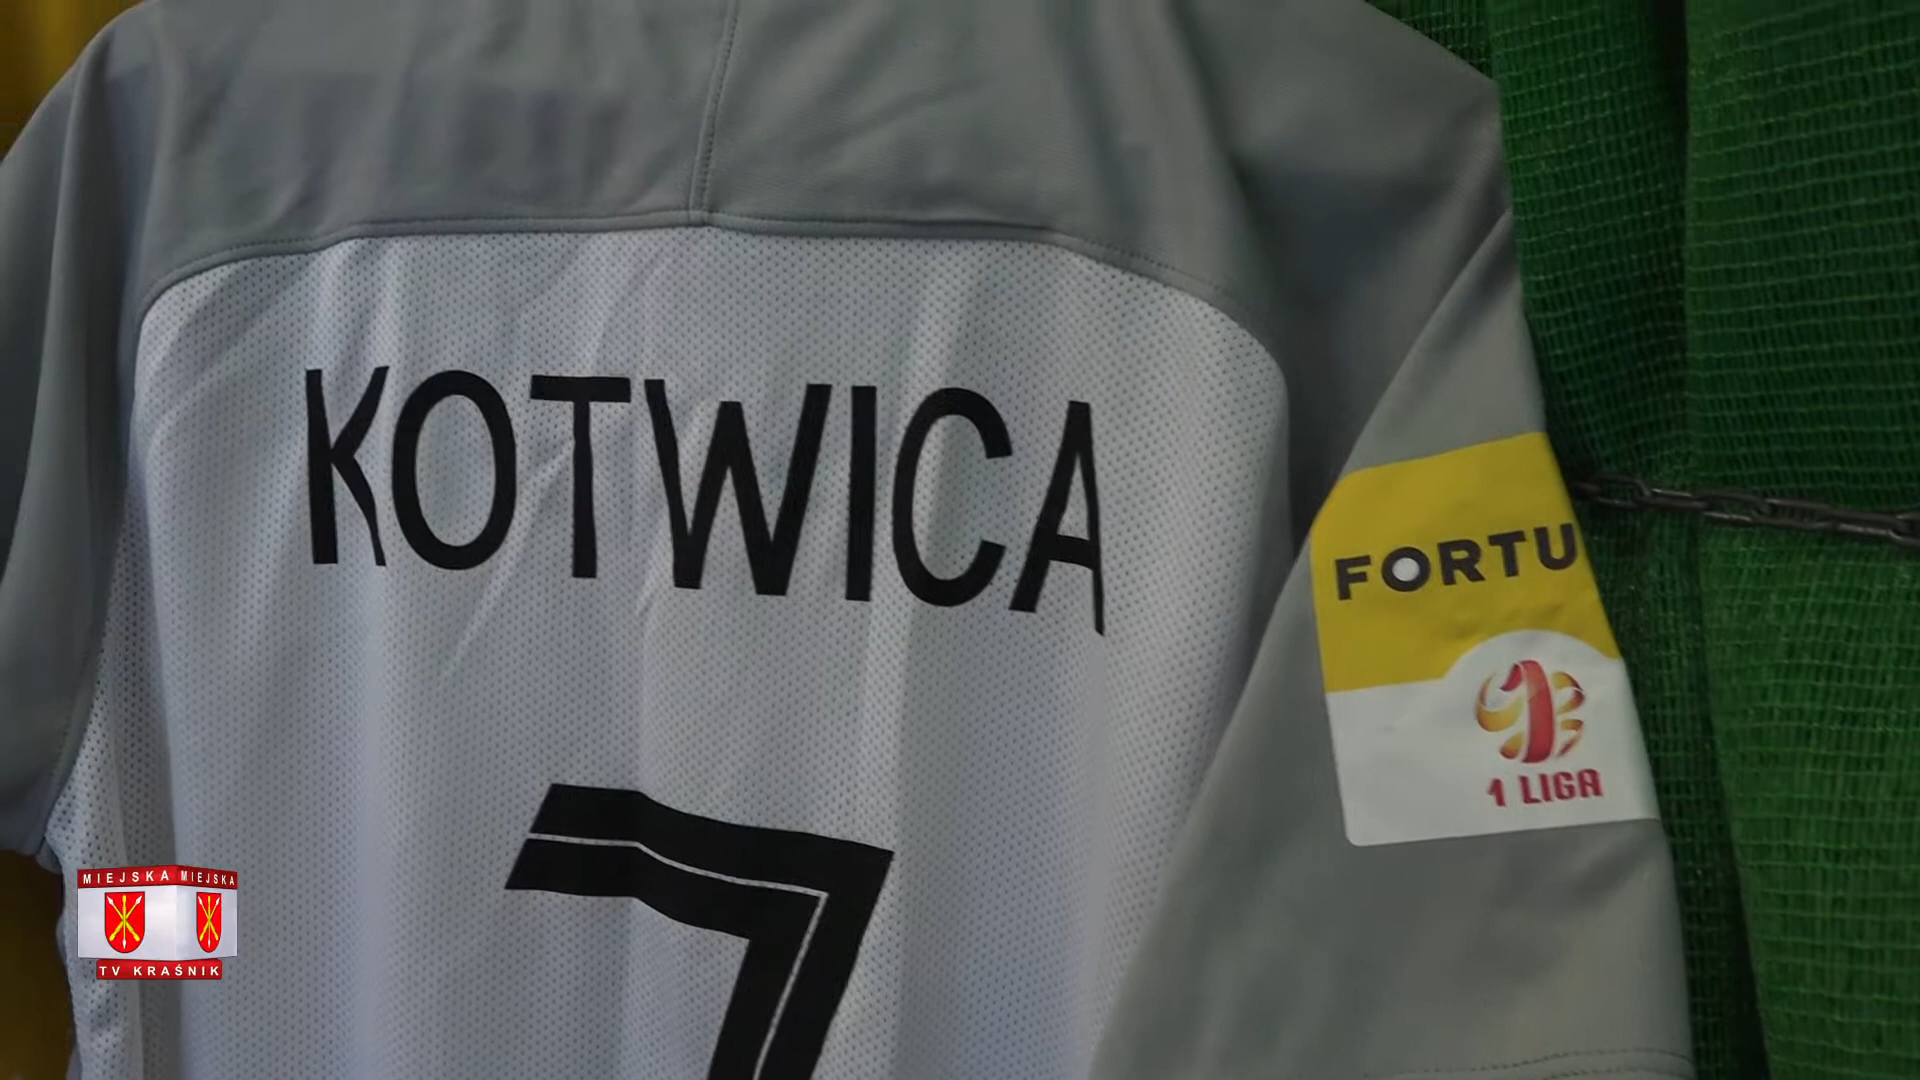 KOTWICA
FORTU
1 LIGA
7
MIEJSKA MIEJSKA
TV KRAŚNIK